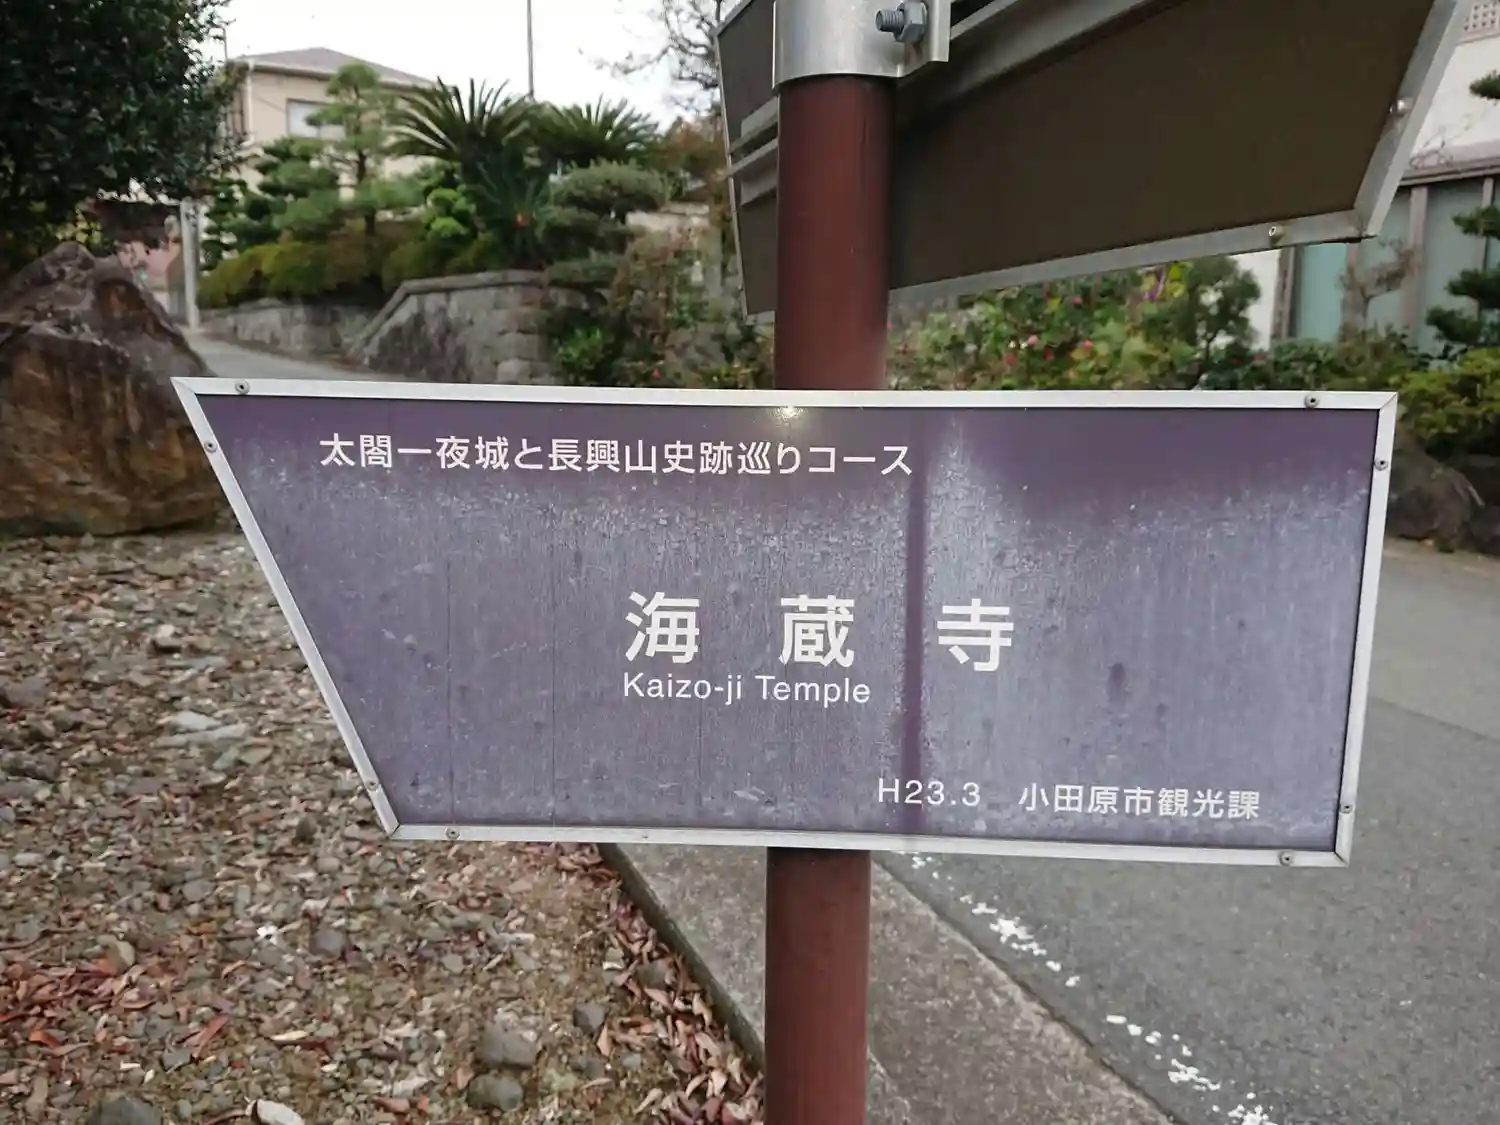 太閤一夜城と長興山史跡巡りコース
海蔵寺
Kaizo-ji Temple
H23.3 小田原市観光課